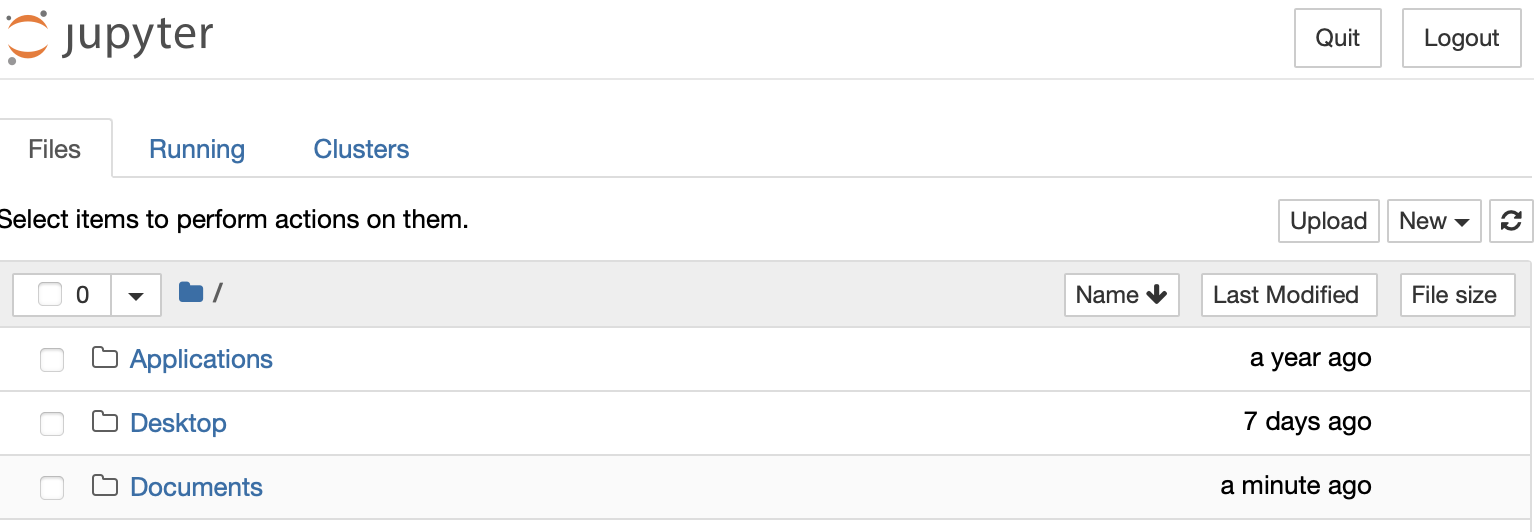 jupyter
Quit
Logout
Files
Running
Clusters
Select items to perform actions on them.
Upload
New
0
/
Name
Last Modified
File size
Applications
a year ago
Desktop
7 days ago
Documents
a minute ago